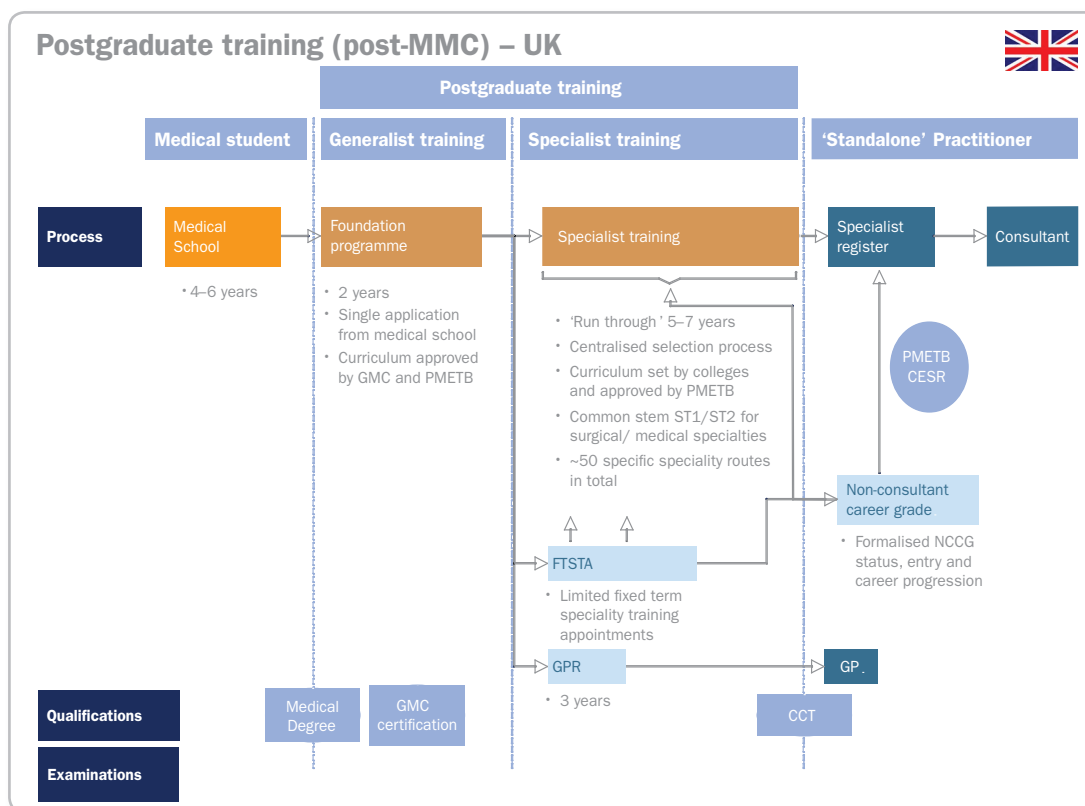 Postgraduate training (post-MMC) – UK
Postgraduate training
Medical student
Generalist training
Specialist training
‘Standalone’ Practitioner
Process
Medical
School
Foundation
programme
Specialist training
Specialist
register
Consultant
• 4–6 years
• 2 years
• Single application
from medical school
• Curriculum approved
by GMC and PMETB
• ‘Run through’ 5–7 years
• Centralised selection process
• Curriculum set by colleges
and approved by PMETB
• Common stem ST1/ST2 for
surgical/ medical specialties
• ~50 specific speciality routes
in total
PMETB
CESR
Non-consultant
career grade
• Formalised NCCG
status, entry and
career progression
FTSTA
• Limited fixed term
speciality training
appointments
GPR
• 3 years
GP.
Qualifications
Medical
Degree
GMC
certification
CCT
Examinations